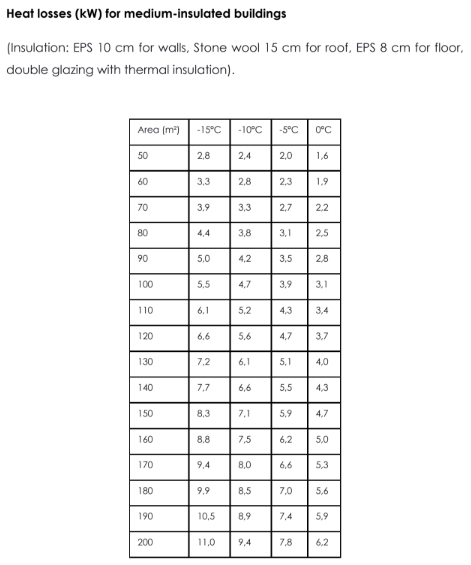 Heat losses (kW) for medium-insulated buildings
(Insulation: EPS 10 cm for walls, Stone wool 15 cm for roof, EPS 8 cm for floor,
double glazing with thermal insulation).
Area (m²) -15°C -10°C -5°C 0°C
50 2,8 2,4 2,0 1,6
60 3,3 2,8 2,3 1,9
70 3,9 3,3 2,7 2,2
80 4,4 3,8 3,1 2,5
90 5,0 4,2 3,5 2,8
100 5,5 4,7 3,9 3,1
110 6,1 5,2 4,3 3,4
120 6,6 5,6 4,7 3,7
130 7,2 6,1 5,1 4,0
140 7,7 6,6 5,5 4,3
150 8,3 7,1 5,9 4,7
160 8,8 7,5 6,2 5,0
170 9,4 8,0 6,6 5,3
180 9,9 8,5 7,0 5,6
190 10,5 8,9 7,4 5,9
200 11,0 9,4 7,8 6,2